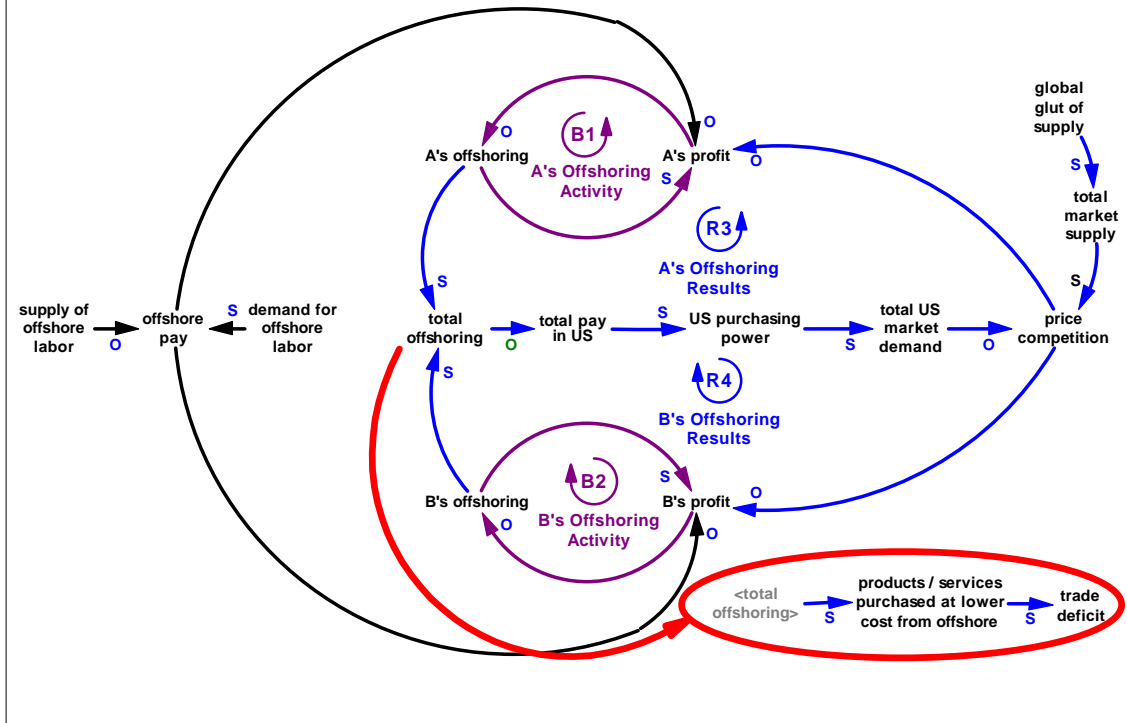 global
glut of
supply
O
B1
O
A's offshoring
A's profit
O
S
A's Offshoring
Activity
S
total
market
supply
R3
A's Offshoring
Results
S
S
supply of
offshore
labor
O
offshore
pay
S
demand for
offshore
labor
total
offshoring
O
total pay
in US
S
US purchasing
power
S
total US
market
demand
O
price
competition
S
R4
B's Offshoring
Results
B2
S
B's offshoring
B's profit
O
O
B's Offshoring
Activity
O
<total
offshoring>
S
products / services
purchased at lower
cost from offshore
S
trade
deficit